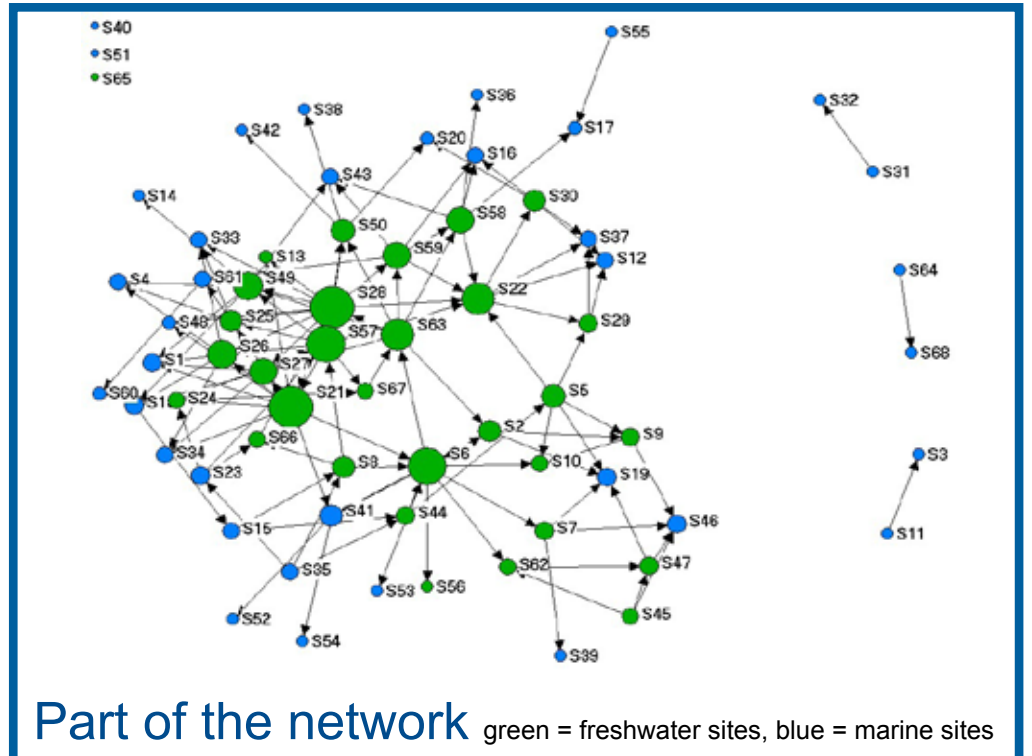 S40
S55
S51
S65
S36
S32
S38
S42
S20
S17
S16
S31
S43
S14
S30
S58
S50
S33
S37
S13
S59
S12
S61
S49
S4
S64
S28
S22
S25
S48
S29
S57
S63
S26
S68
S1
S27
S67
S60
S24
S21
S5
S2
S66
S9
S34
S6
S3
S10
S23
S8
S19
S41
S44
S46
S15
S7
S11
S62
S47
S35
S53
S56
S52
S45
S54
S39
Part of the network green = freshwater sites, blue = marine sites